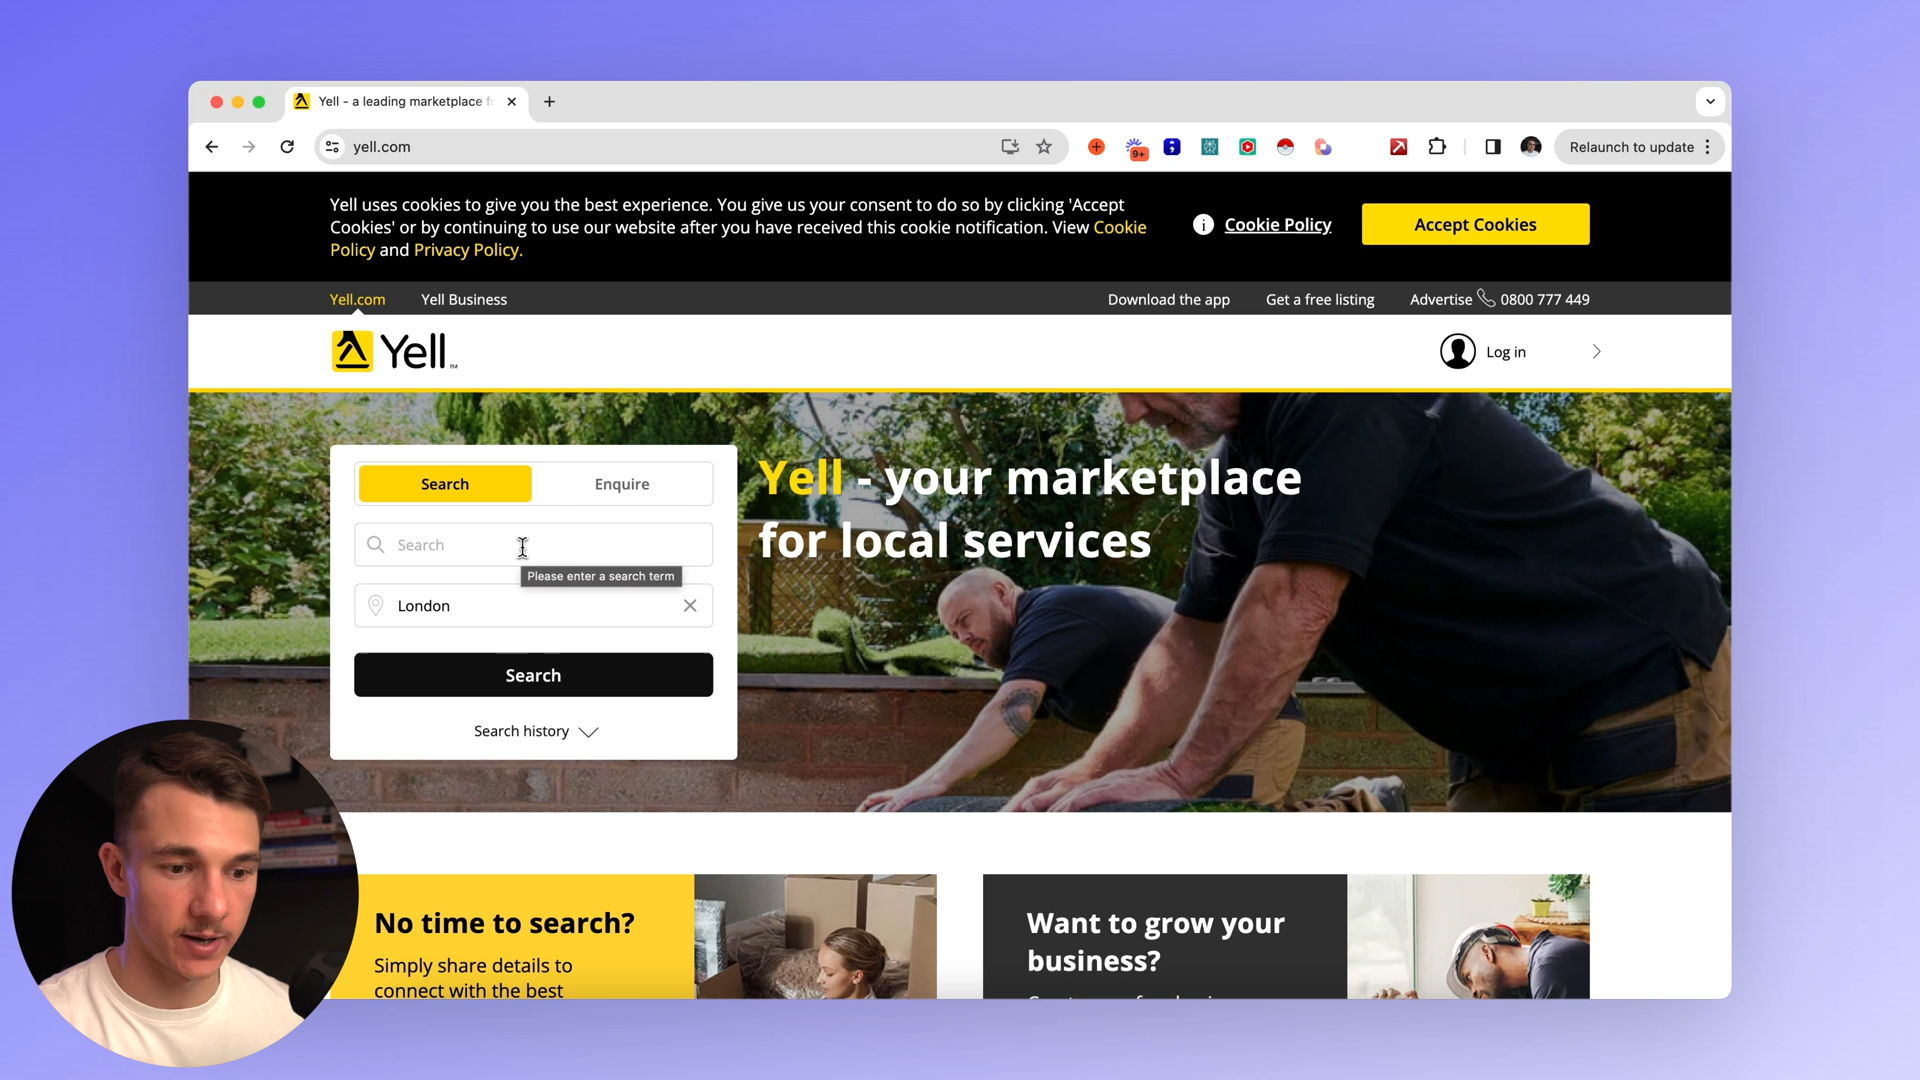 Yell - a leading marketplace f
yell.com
9+
Relaunch to update
Yell uses cookies to give you the best experience. You give us your consent to do so by clicking 'Accept
Cookies' or by continuing to use our website after you have received this cookie notification. View Cookie
Policy and Privacy Policy.
Cookie Policy
Accept Cookies
Yell.com
Yell Business
Download the app
Get a free listing
Advertise
0800 777 449
Yell™
Log in
Search
Enquire
Yell - your marketplace
for local services
Search
Please enter a search term
London
Search
Search history
No time to search?
Simply share details to
connect with the best
Want to grow your
business?